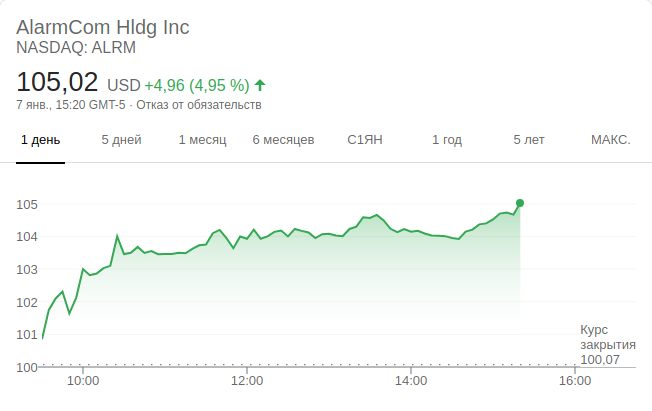 AlarmCom Hldg Inc
NASDAQ: ALRM
105,02 USD +4,96 (4,95 %)
7 янв., 15:20 GMT-5 · Отказ от обязательств
1 день 5 дней 1 месяц 6 месяцев С1ЯН 1 год 5 лет МАКС.
105
104
103
102
101
100
Курс
закрытия
100,07
10:00 12:00 14:00 16:00